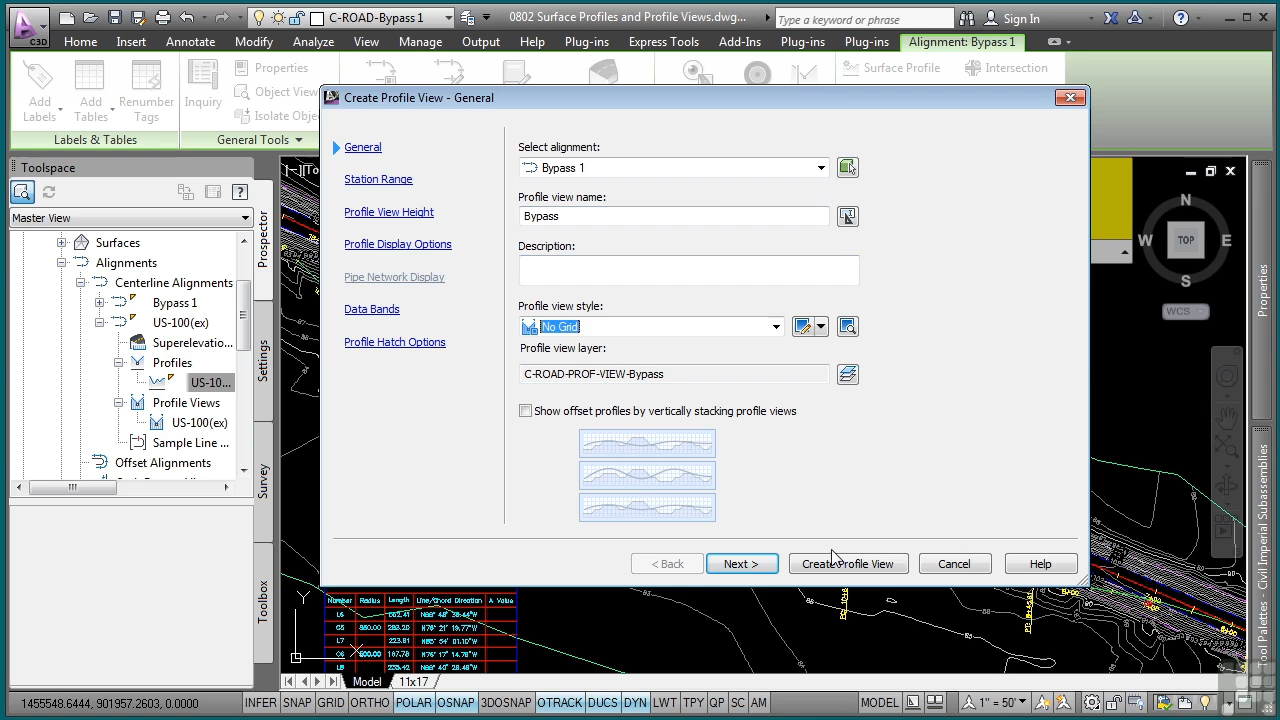 C3D
C-ROAD-Bypass1
0802 Surface Profiles and Profile Views.dwg...
Type a keyword or phrase
Sign In
Home Insert Annotate Modify Analyze View Manage Output Help Plug-ins Express Tools Add-Ins Plug-ins Plug-ins Alignment: Bypass 1
Add Labels
Add Tables
Renumber Tags
Inquiry
Properties
Surface Profile
Intersection
Labels & Tables
General Tools
Toolspace
Master View
Surfaces
Alignments
Centerline Alignments
Bypass 1
US-100(ex)
Superelevatio...
Profiles
US-10...
Profile Views
US-100(ex)
Sample Line ...
Offset Alignments
Prospector
Settings
Survey
Toolbox
Create Profile View - General
General
Station Range
Profile View Height
Profile Display Options
Pipe Network Display
Data Bands
Profile Hatch Options
Select alignment:
Bypass 1
Profile view name:
Bypass
Description:
Profile view style:
No Grid
Profile view layer:
C-ROAD-PROF-VIEW-Bypass
Show offset profiles by vertically stacking profile views
< Back
Next >
Create Profile View
Cancel
Help
N
W TOP E
S
WCS
Properties
Tool Palettes - Civil Imperial Subassemblies
Y
X
Number Radius Length Line/Chord Direction A Value
L7 223.81
Model 11x17
1455548.6444, 901957.2603, 0.0000
INFER SNAP GRID ORTHO POLAR OSNAP 3DOSNAP OTRACK DUCS DYN LWT TPY QP SC AM
MODEL
1" = 50'